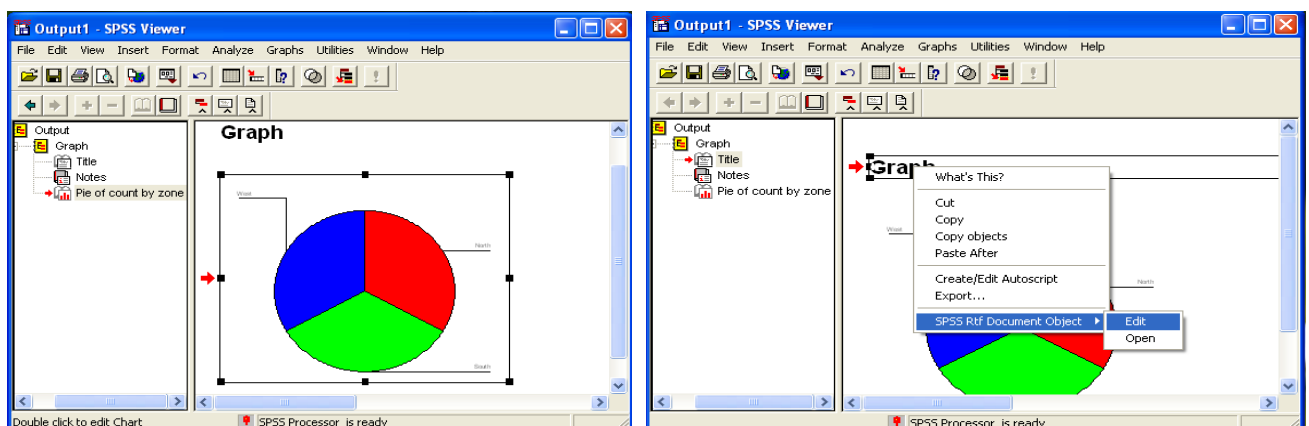 Output1 - SPSS Viewer
File Edit View Insert Format Analyze Graphs Utilities Window Help
Output
Graph
Title
Notes
Pie of count by zone
Graph
West
North
South
Double click to edit Chart
SPSS Processor is ready
Output1 - SPSS Viewer
File Edit View Insert Format Analyze Graphs Utilities Window Help
Output
Graph
Title
Notes
Pie of count by zone
Graph
What's This?
Cut
Copy
Copy objects
Paste After
Create/Edit Autoscript
Export...
SPSS Rtf Document Object
Edit
Open
West
North
SPSS Processor is ready